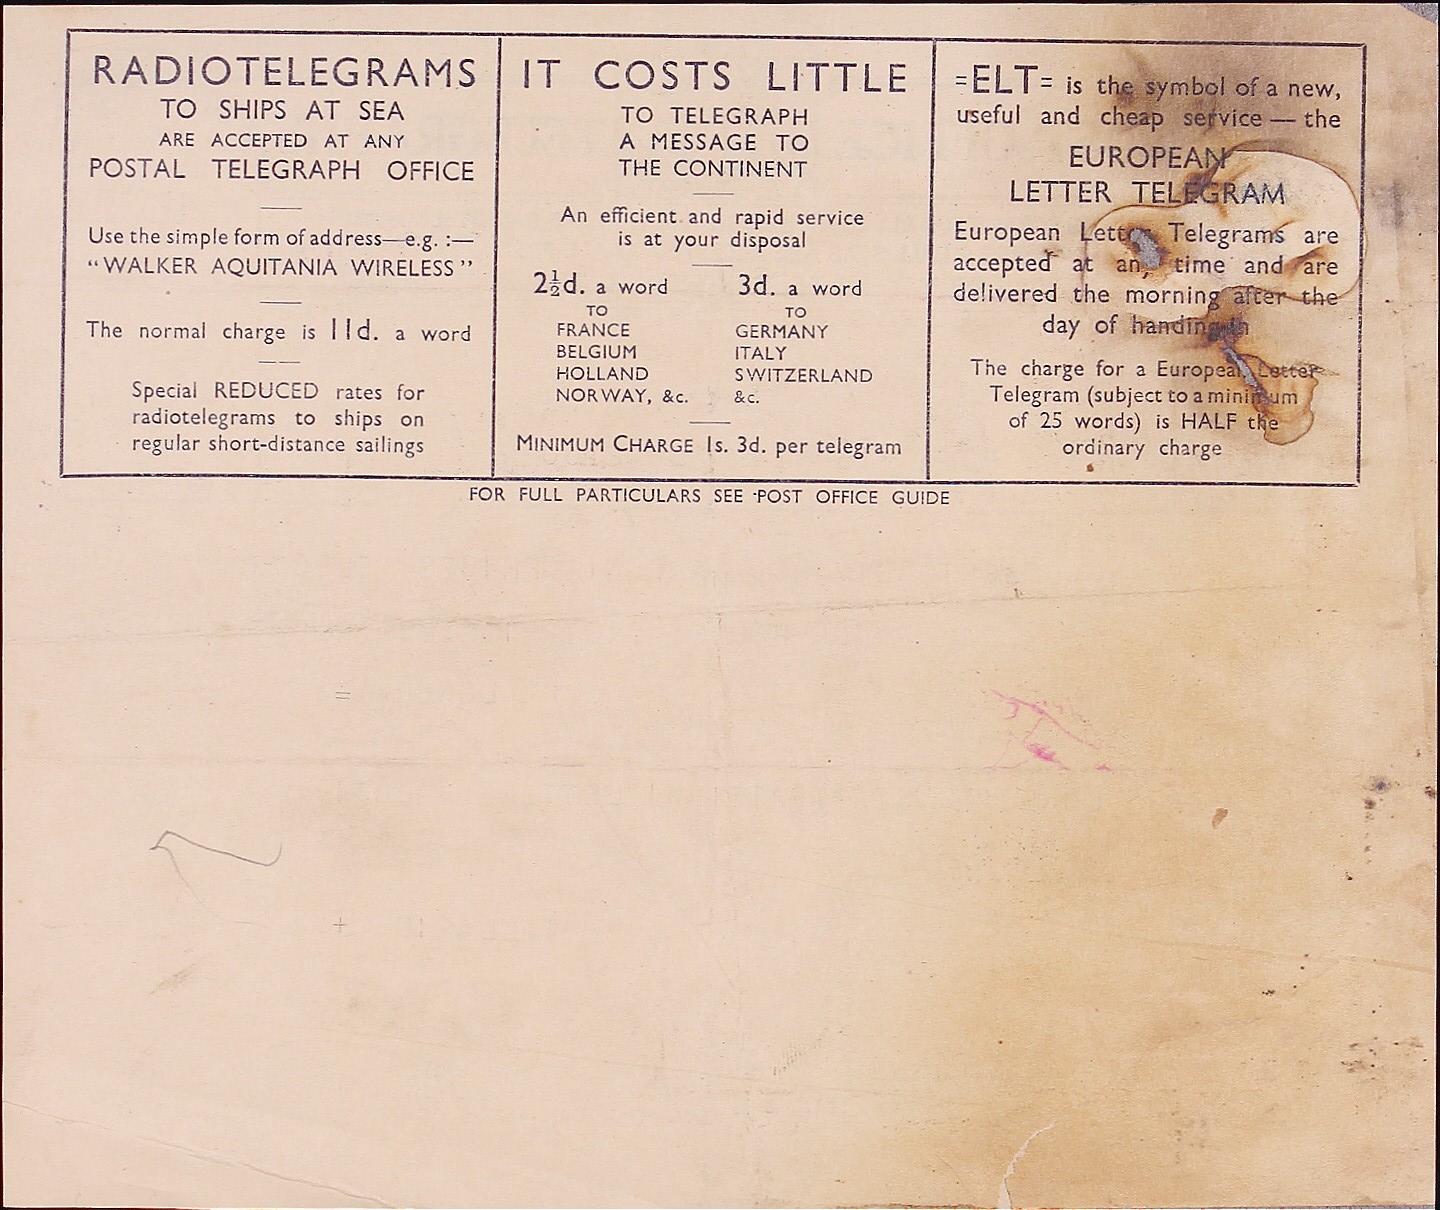 RADIOTELEGRAMS
TO SHIPS AT SEA
ARE ACCEPTED AT ANY
POSTAL TELEGRAPH OFFICE
Use the simple form of address—e.g. :—
“WALKER AQUITANIA WIRELESS”
The normal charge is 11d. a word
Special REDUCED rates for
radiotelegrams to ships on
regular short-distance sailings
IT COSTS LITTLE
TO TELEGRAPH
A MESSAGE TO
THE CONTINENT
An efficient and rapid service
is at your disposal
2½d. a word
TO
FRANCE
BELGIUM
HOLLAND
NORWAY, &c.
3d. a word
TO
GERMANY
ITALY
SWITZERLAND
&c.
MINIMUM CHARGE 1s. 3d. per telegram
=ELT= is the symbol of a new,
useful and cheap service — the
EUROPEAN
LETTER TELEGRAM
European Letter Telegrams are
accepted at any time and are
delivered the morning after the
day of handing in
The charge for a European Letter
Telegram (subject to a minimum
of 25 words) is HALF the
ordinary charge
FOR FULL PARTICULARS SEE POST OFFICE GUIDE